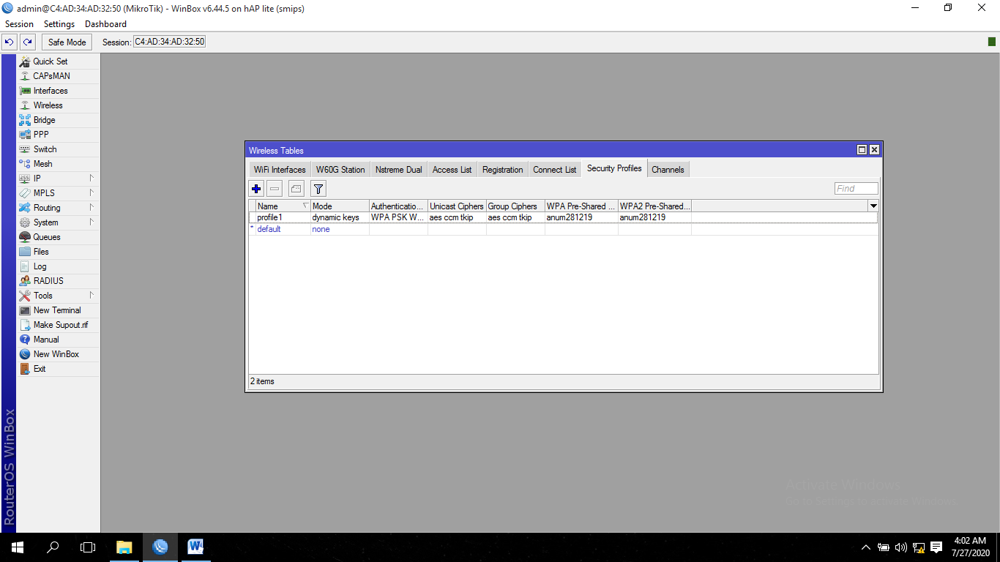 admin@C4:AD:34:AD:32:50 (MikroTik) - WinBox v6.44.5 on hAP lite (smips)
Session Settings Dashboard
Safe Mode Session: C4:AD:34:AD:32:50
Quick Set
CAPsMAN
Interfaces
Wireless
Bridge
PPP
Switch
Mesh
IP
MPLS
Routing
System
Queues
Files
Log
RADIUS
Tools
New Terminal
Make Supout.rif
Manual
New WinBox
Exit
RouterOS WinBox
Wireless Tables
WiFi Interfaces W60G Station Nstreme Dual Access List Registration Connect List Security Profiles Channels
Find
Name Mode Authenticatio... Unicast Ciphers Group Ciphers WPA Pre-Shared ... WPA2 Pre-Shared...
profile1 dynamic keys WPA PSK W... aes ccm tkip aes ccm tkip anum281219 anum281219
* default none
2 items
Activate Windows
Go to Settings to activate Windows.
4:02 AM
7/27/2020